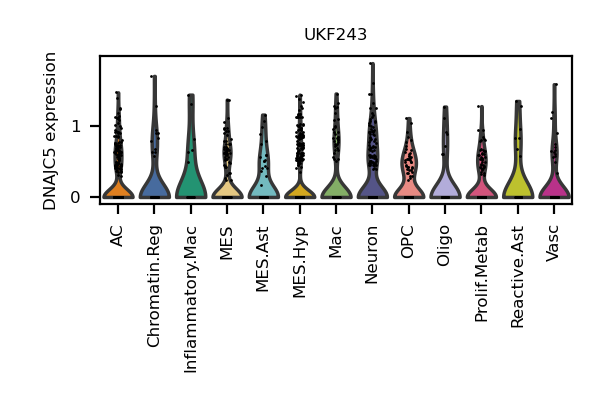 UKF243
DNAJC5 expression
1
0
AC
Chromatin.Reg
Inflammatory.Mac
MES
MES.Ast
MES.Hyp
Mac
Neuron
OPC
Oligo
Prolif.Metab
Reactive.Ast
Vasc